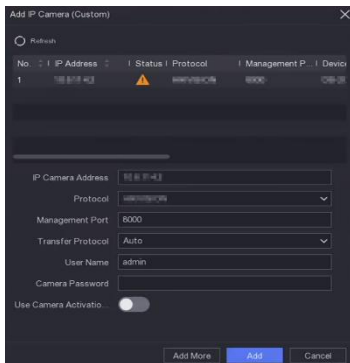 Add IP Camera (Custom)
Refresh
No. IP Address Status Protocol Management P... Device
1
IP Camera Address
Protocol
Management Port 8000
Transfer Protocol Auto
User Name admin
Camera Password
Use Camera Activatio...
Add More Add Cancel